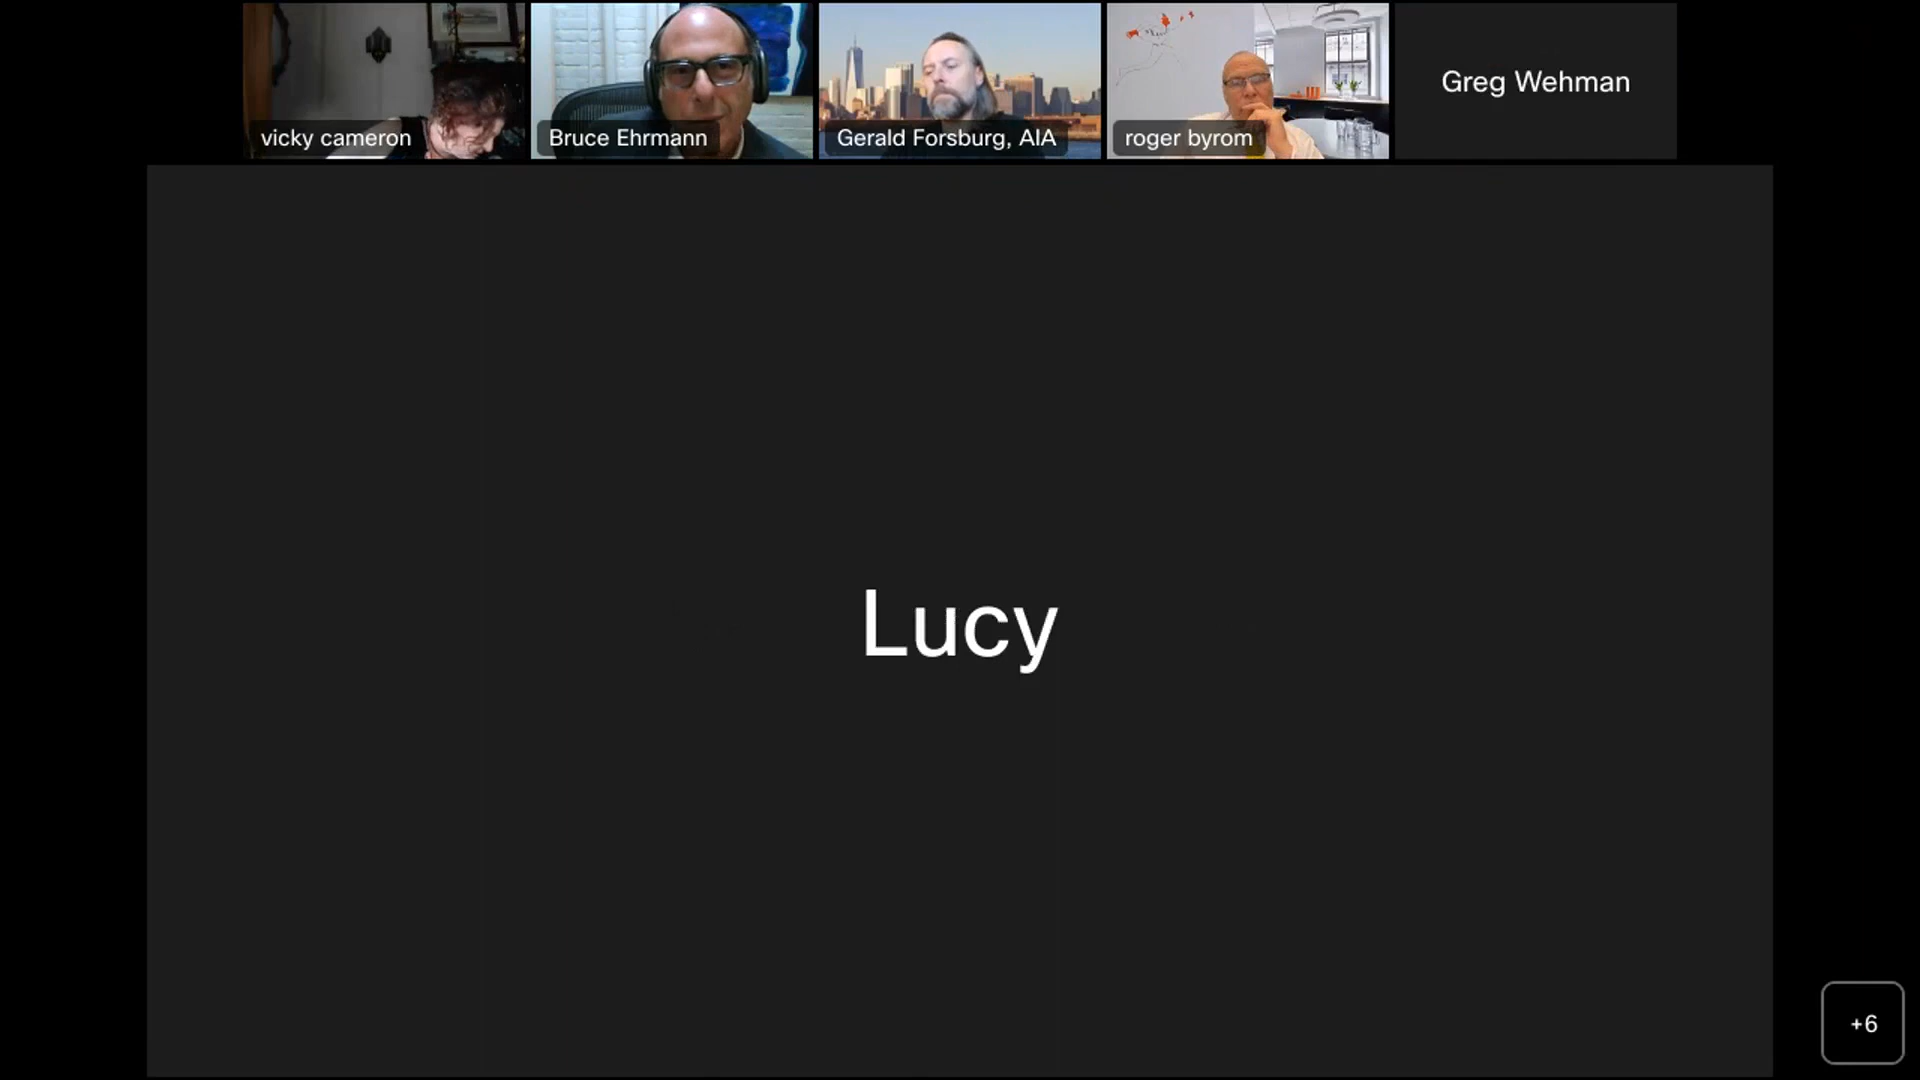 vicky cameron
Bruce Ehrmann
Gerald Forsburg, AIA
roger byrom
Greg Wehman
Lucy
+6